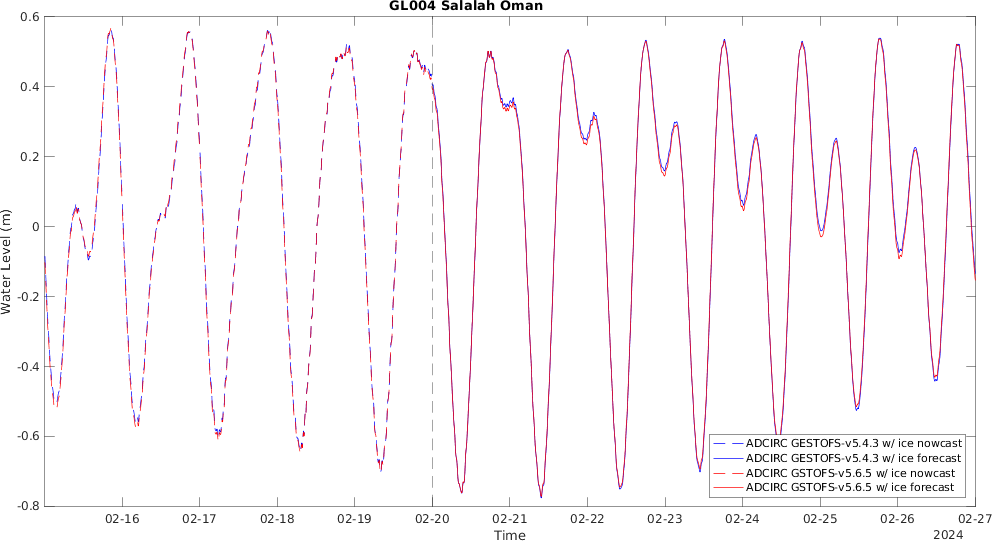 GL004 Salalah Oman
0.6
0.4
0.2
0
-0.2
-0.4
-0.6
-0.8
Water Level (m)
ADCIRC GESTOFS-v5.4.3 w/ ice nowcast
ADCIRC GESTOFS-v5.4.3 w/ ice forecast
ADCIRC GSTOFS-v5.6.5 w/ ice nowcast
ADCIRC GSTOFS-v5.6.5 w/ ice forecast
02-16 02-17 02-18 02-19 02-20 02-21 02-22 02-23 02-24 02-25 02-26 02-27
Time
2024